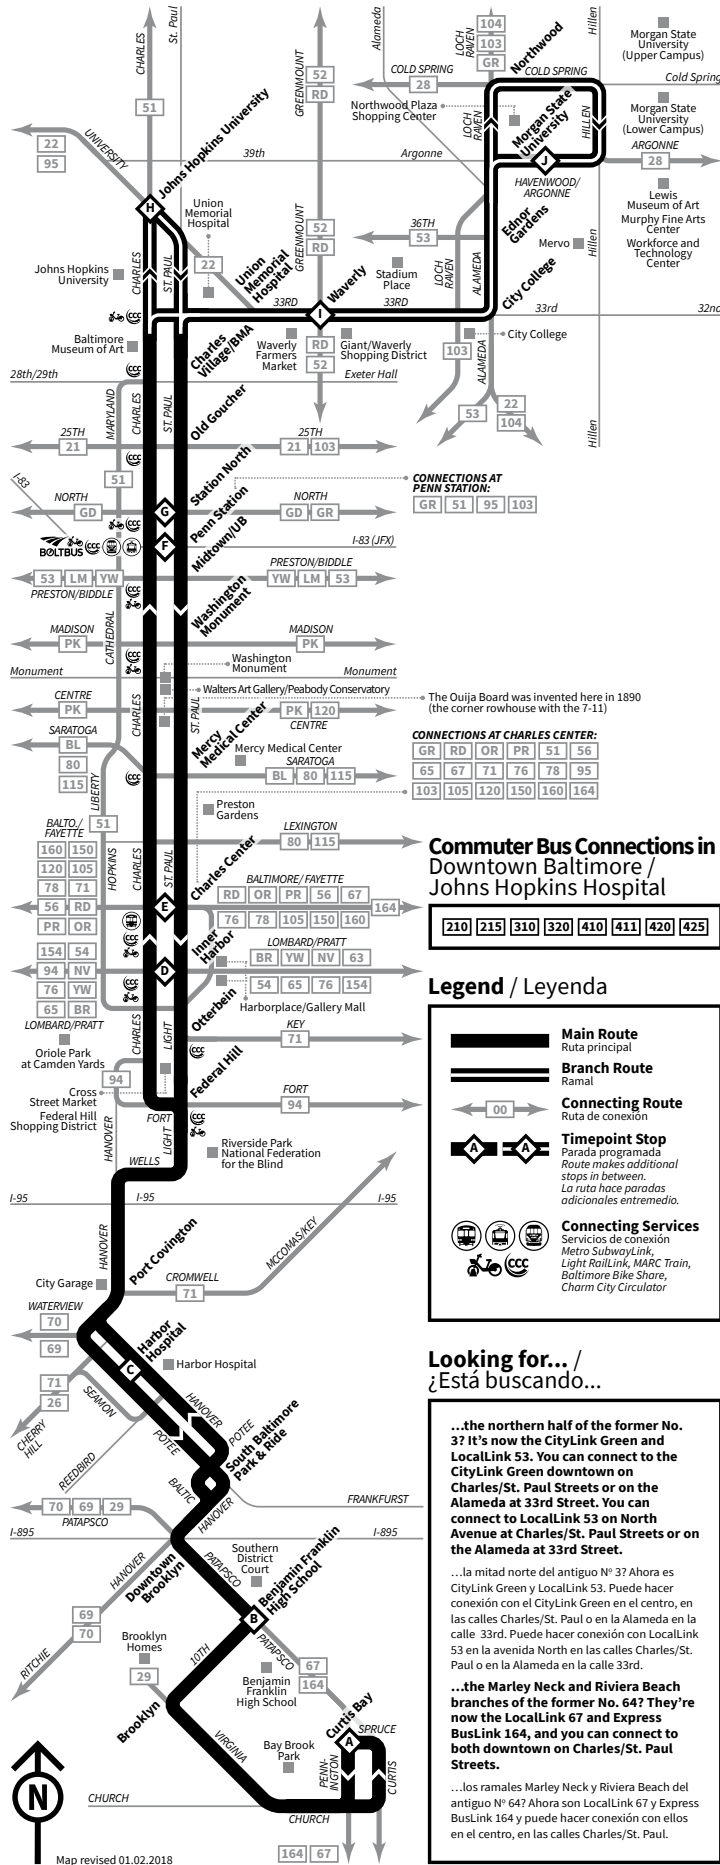 CHARLES
St. Paul
GREENMOUNT
52
RD
Alameda
LOCH
RAVEN
104
103
GR
Northwood
Hillen
Morgan State
University
(Upper Campus)
51
COLD SPRING
28
COLD SPRING
Cold Spring
Northwood Plaza
Shopping Center
LOCH
RAVEN
Morgan State
University
HILLEN
Morgan State
University
(Lower Campus)
UNIVERSITY
22
95
Johns Hopkins University
39th
Argonne
J
ARGONNE
28
HAVENWOOD/
ARGONNE
Lewis
Museum of Art
Murphy Fine Arts
Center
Workforce and
Technology
Center
H
Union
Memorial
Hospital
GREENMOUNT
52
RD
36TH
53
Ednor
Gardens
Mervo
Hillen
Johns Hopkins
University
CHARLES
ST. PAUL
22
Union
Memorial
Hospital
Stadium
Place
LOCH
RAVEN
ALAMEDA
City College
Waverly
33RD
I
33RD
33rd
32nd
Baltimore
Museum of Art
Charles
Village/BMA
Waverly
Farmers
Market
RD
52
Giant/Waverly
Shopping District
103
ALAMEDA
City College
28th/29th
Exeter Hall
MARYLAND
CHARLES
ST. PAUL
Old Goucher
53
22
104
Hillen
25TH
21
25TH
21
103
51
I-83
Station North
CONNECTIONS AT
PENN STATION:
GR
51
95
103
NORTH
GD
G
NORTH
GD
GR
Penn Station
BOLTBUS
CCC
F
Midtown/UB
I-83 (JFX)
PRESTON/BIDDLE
53
LM
YW
YW
LM
53
PRESTON/BIDDLE
Washington
Monument
CATHEDRAL
MADISON
PK
MADISON
PK
Washington
Monument
Monument
Monument
Walters Art Gallery/Peabody Conservatory
The Ouija Board was invented here in 1890
(the corner rowhouse with the 7-11)
CENTRE
PK
CHARLES
ST. PAUL
PK
120
CENTRE
Mercy
Medical Center
SARATOGA
BL
80
115
Mercy Medical Center
SARATOGA
BL
80
115
CONNECTIONS AT CHARLES CENTER:
GR
RD
OR
PR
51
56
65
67
71
76
78
95
103
105
120
150
160
164
LIBERTY
51
Preston
Gardens
BALTO./
FAYETTE
160
150
120
105
78
71
56
RD
PR
OR
HOPKINS
CHARLES
ST. PAUL
LEXINGTON
80
115
Charles Center
BALTIMORE/ FAYETTE
RD
OR
PR
56
67
164
76
78
105
150
160
E
Commuter Bus Connections in
Downtown Baltimore /
Johns Hopkins Hospital
210
215
310
320
410
411
420
425
Inner
Harbor
LOMBARD/PRATT
BR
YW
NV
63
54
65
76
154
D
154
54
94
NV
76
YW
65
BR
LOMBARD/PRATT
Harborplace/Gallery Mall
Otterbein
Oriole Park
at Camden Yards
CHARLES
LIGHT
KEY
71
94
Cross
Street Market
Federal Hill
Shopping District
Federal Hill
FORT
94
FORT
HANOVER
LIGHT
Riverside Park
National Federation
for the Blind
WELLS
I-95
I-95
I-95
HANOVER
Port Covington
MCCOMAS/KEY
City Garage
CROMWELL
71
WATERVIEW
70
69
Harbor
Hospital
C
Harbor Hospital
71
26
SEAMON
CHERRY
HILL
HANOVER
POTEE
POTEE
REEDBIRD
South Baltimore
Park & Ride
BALTIC
HANOVER
FRANKFURST
70
69
29
PATAPSCO
I-895
I-895
HANOVER
Downtown
Brooklyn
PATAPSCO
Southern
District
Court
Benjamin Franklin
High School
69
70
RITCHIE
B
Brooklyn
Homes
29
10TH
PATAPSCO
67
164
Benjamin
Franklin
High School
Brooklyn
VIRGINIA
Curtis Bay
SPRUCE
A
Bay Brook
Park
PENN-
INGTON
CURTIS
CHURCH
CHURCH
164
67
N
Map revised 01.02.2018
Legend / Leyenda
Main Route
Ruta principal
Branch Route
Ramal
00
Connecting Route
Ruta de conexión
A
A
Timepoint Stop
Parada programada
Route makes additional
stops in between.
La ruta hace paradas
adicionales entremedio.
CCC
Connecting Services
Servicios de conexión
Metro SubwayLink,
Light RailLink, MARC Train,
Baltimore Bike Share,
Charm City Circulator
Looking for... /
¿Está buscando...
...the northern half of the former No.
3? It's now the CityLink Green and
LocalLink 53. You can connect to the
CityLink Green downtown on
Charles/St. Paul Streets or on the
Alameda at 33rd Street. You can
connect to LocalLink 53 on North
Avenue at Charles/St. Paul Streets or on
the Alameda at 33rd Street.
...la mitad norte del antiguo Nº 3? Ahora es
CityLink Green y LocalLink 53. Puede hacer
conexión con el CityLink Green en el centro, en
las calles Charles/St. Paul o en la Alameda en la
calle 33rd. Puede hacer conexión con LocalLink
53 en la avenida North en las calles Charles/St.
Paul o en la Alameda en la calle 33rd.
...the Marley Neck and Riviera Beach
branches of the former No. 64? They're
now the LocalLink 67 and Express
BusLink 164, and you can connect to
both downtown on Charles/St. Paul
Streets.
...los ramales Marley Neck y Riviera Beach del
antiguo Nº 64? Ahora son LocalLink 67 y Express
BusLink 164 y puede hacer conexión con ellos
en el centro, en las calles Charles/St. Paul.